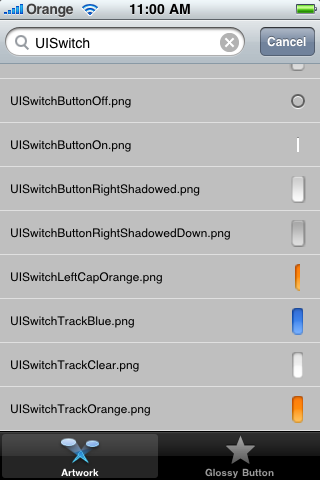 Orange 11:00 AM
UISwitch Cancel
UISwitchButtonOff.png
UISwitchButtonOn.png
UISwitchButtonRightShadowed.png
UISwitchButtonRightShadowedDown.png
UISwitchLeftCapOrange.png
UISwitchTrackBlue.png
UISwitchTrackClear.png
UISwitchTrackOrange.png
Artwork Glossy Button